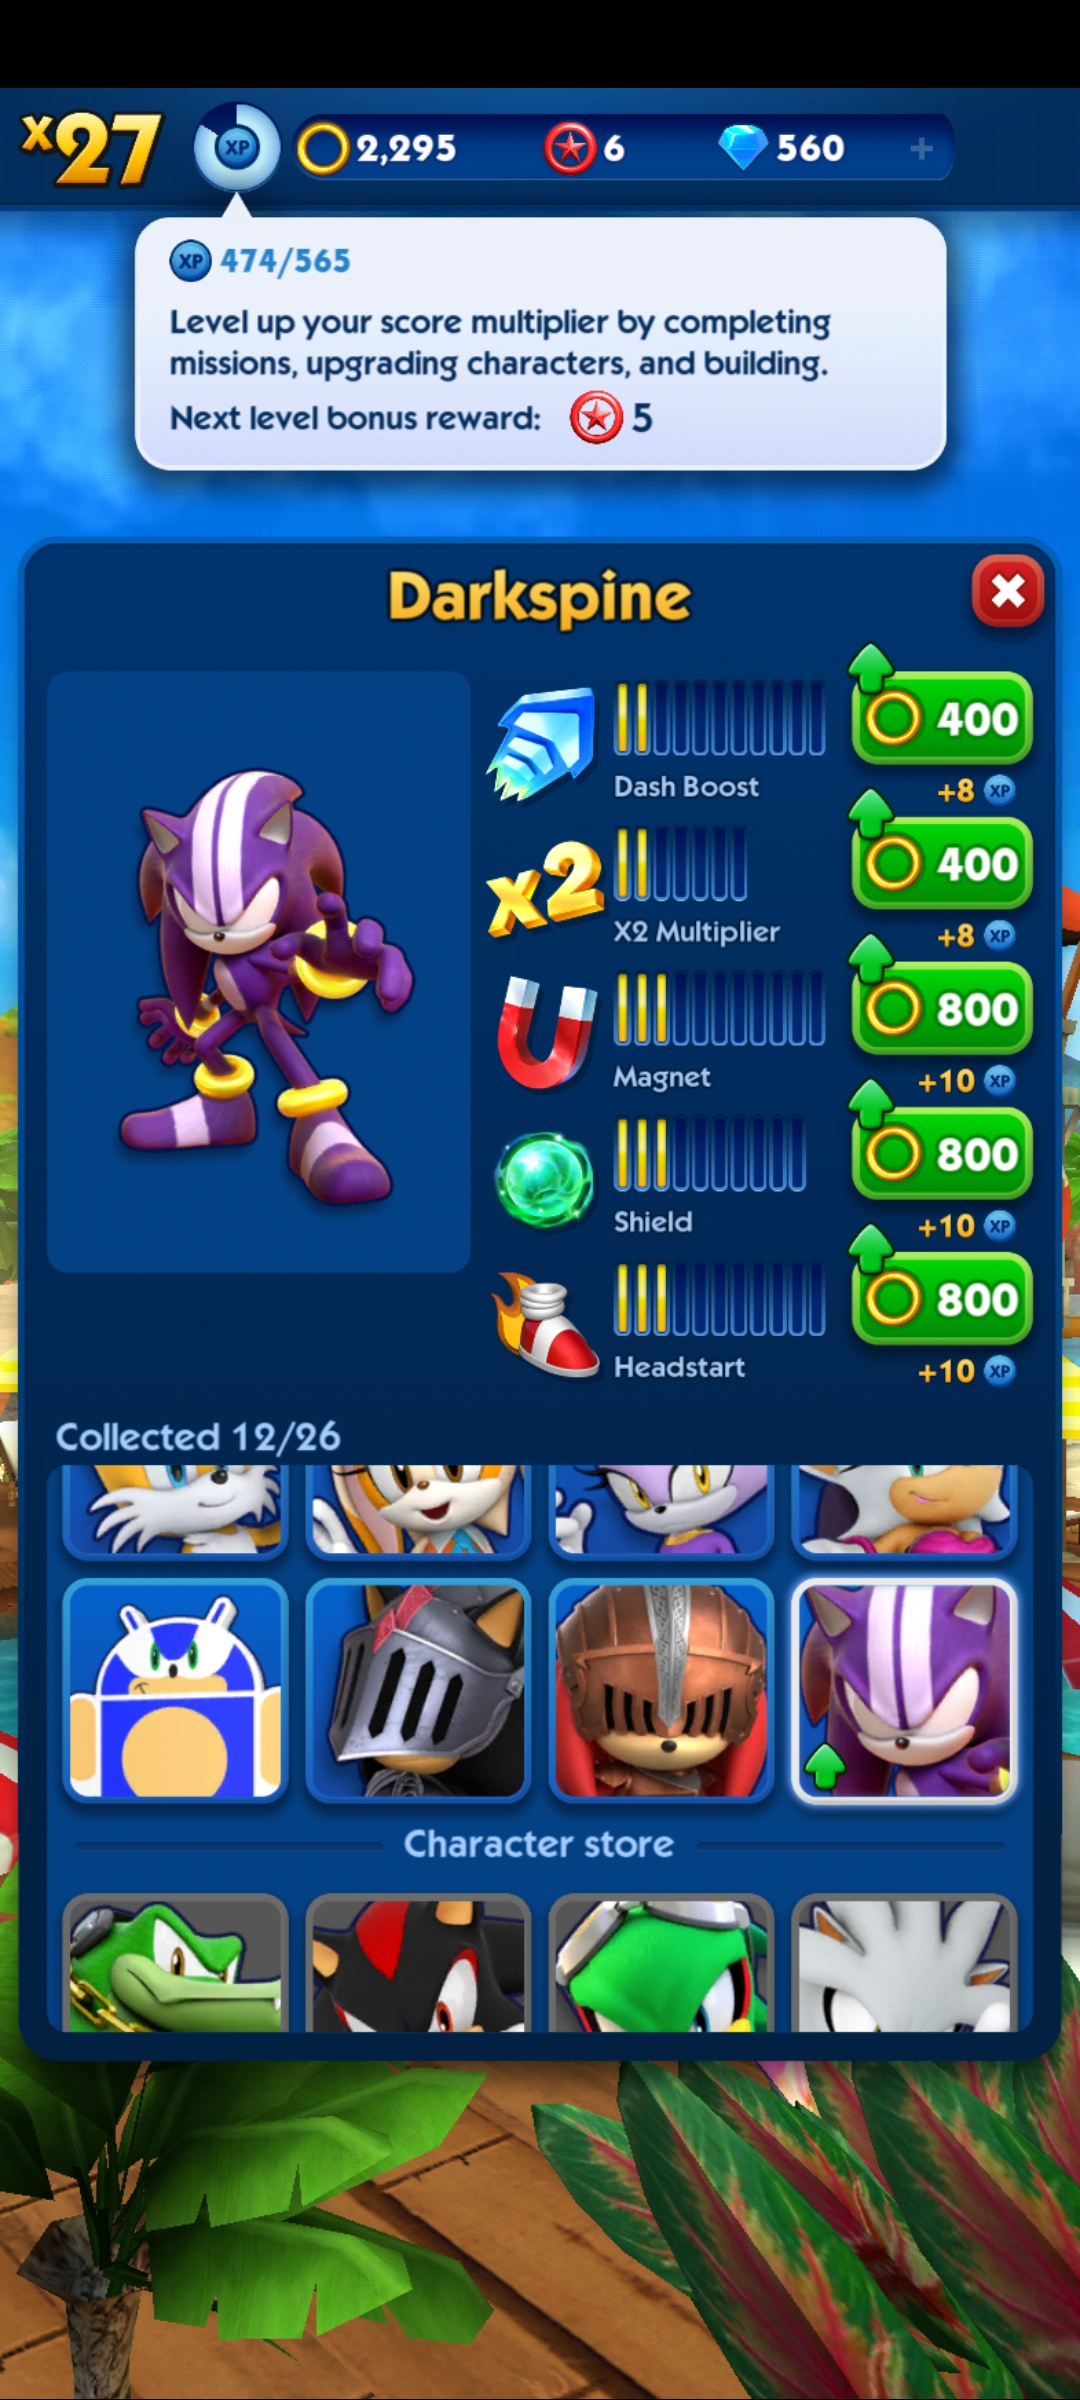 x27
XP
2,295
6
560
+
XP 474/565
Level up your score multiplier by completing
missions, upgrading characters, and building.
Next level bonus reward: 5
Darkspine
400
Dash Boost
+8 XP
x2
400
X2 Multiplier
+8 XP
800
Magnet
+10 XP
800
Shield
+10 XP
800
Headstart
+10 XP
Collected 12/26
Character store